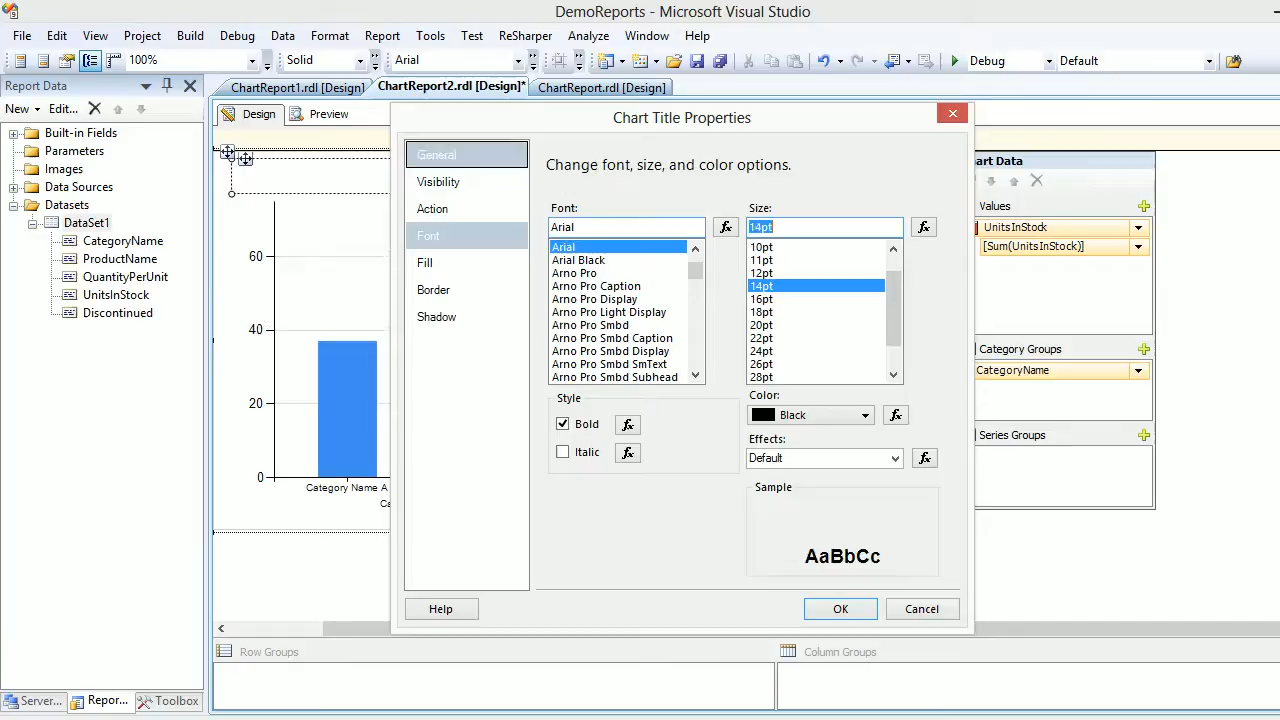 DemoReports - Microsoft Visual Studio
File Edit View Project Build Debug Data Format Report Tools Test ReSharper Analyze Window Help
100% Solid Arial Debug Default
Report Data
ChartReport1.rdl [Design] ChartReport2.rdl [Design]* ChartReport.rdl [Design]
New Edit...
Design Preview
Built-in Fields
Parameters
Images
Data Sources
Datasets
DataSet1
CategoryName
ProductName
QuantityPerUnit
UnitsInStock
Discontinued
60
40
20
0
Category Name A
Ca
Chart Title Properties
General
Visibility
Action
Font
Fill
Border
Shadow
Change font, size, and color options.
Font:
Arial
fx
Arial
Arial Black
Arno Pro
Arno Pro Caption
Arno Pro Display
Arno Pro Light Display
Arno Pro Smbd
Arno Pro Smbd Caption
Arno Pro Smbd Display
Arno Pro Smbd SmText
Arno Pro Smbd Subhead
Size:
14pt
fx
10pt
11pt
12pt
14pt
16pt
18pt
20pt
22pt
24pt
26pt
28pt
Style
Bold fx
Italic fx
Color:
Black fx
Effects:
Default fx
Sample
AaBbCc
Help OK Cancel
art Data
Values
UnitsInStock
[Sum(UnitsInStock)]
Category Groups
CategoryName
Series Groups
Row Groups Column Groups
Server... Repor... Toolbox